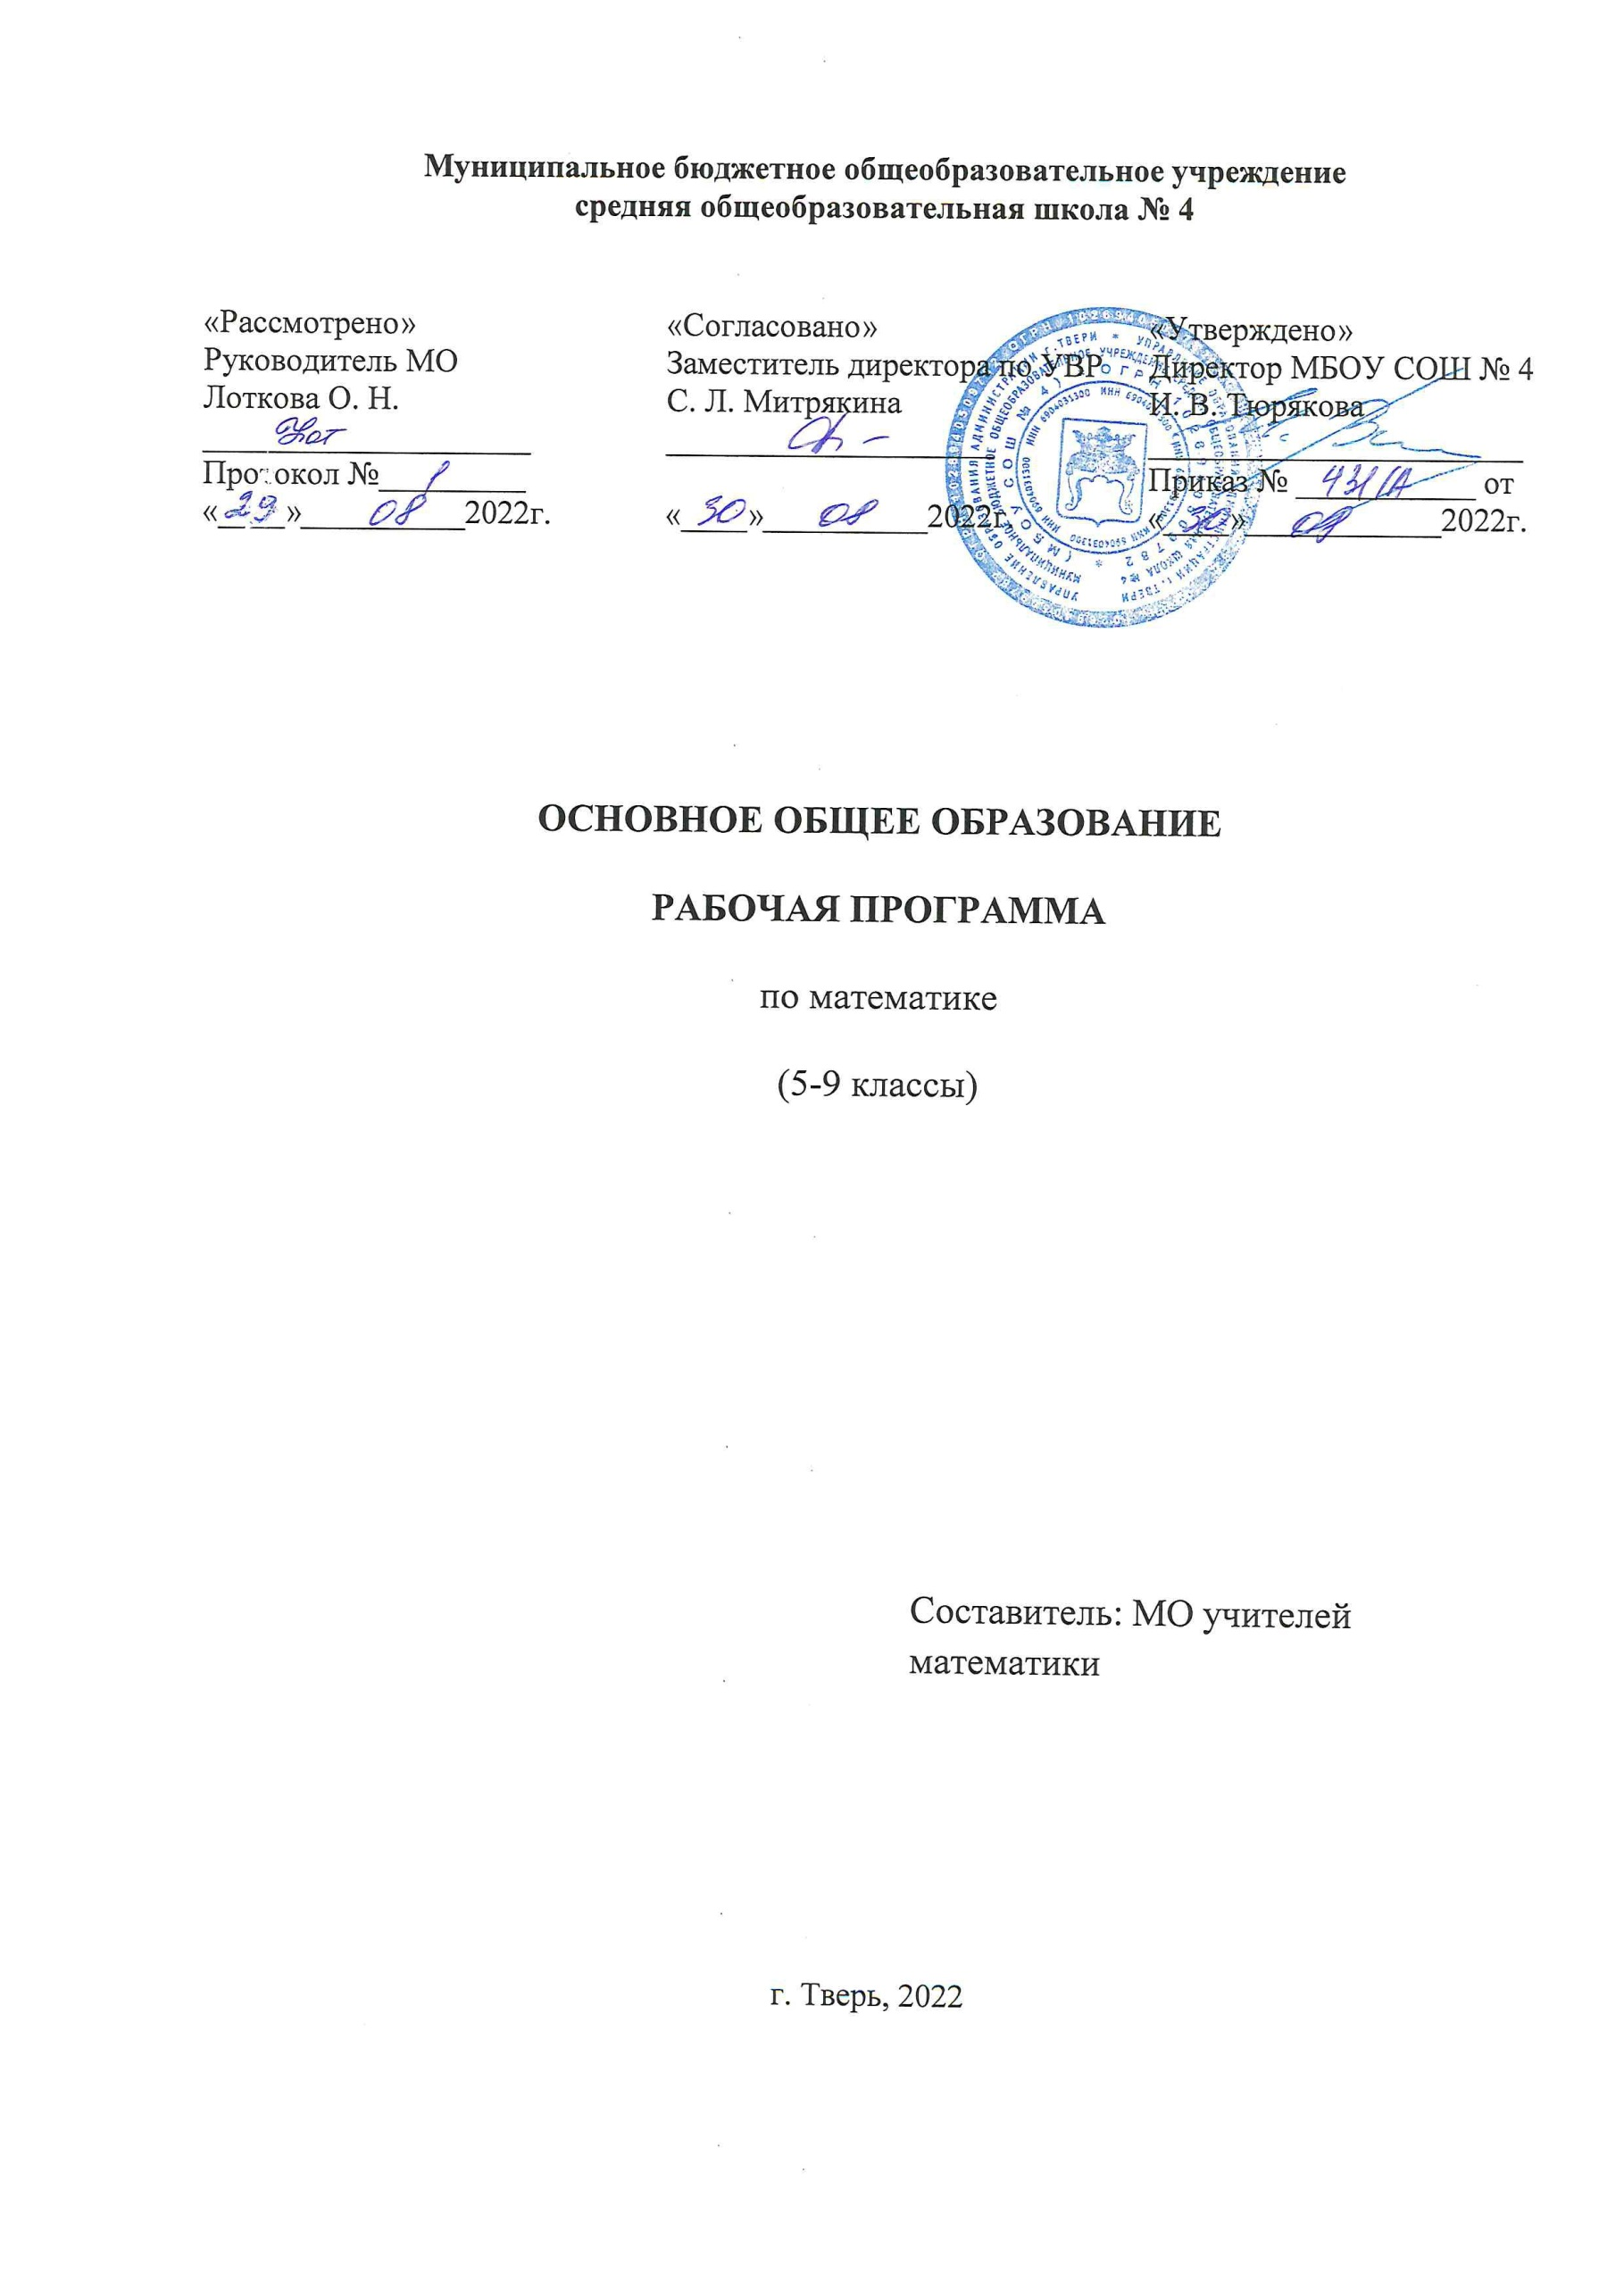 Муниципальное бюджетное общеобразовательное учреждение
средняя общеобразовательная школа № 4
«Рассмотрено»
Руководитель МО
Лоткова О. Н.
Протокол № 1
«29» 08 2022г.
«Согласовано»
Заместитель директора по УВР
С. Л. Митрякина
«30» 08 2022г
«Утверждено»
Директор МБОУ СОШ № 4
И. В. Тюрякова
Приказ № 431/А от
«30» 08 2022г.
ОСНОВНОЕ ОБЩЕЕ ОБРАЗОВАНИЕ
РАБОЧАЯ ПРОГРАММА
по математике
(5-9 классы)
Составитель: МО учителей
математики
г. Тверь, 2022